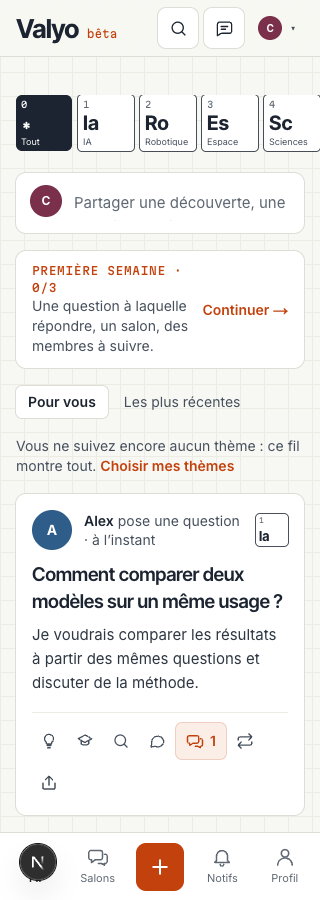 Valyo bêta
C
0 1 2 3 4
* Ia Ro Es Sc
Tout IA Robotique Espace Sciences
C Partager une découverte, une
PREMIÈRE SEMAINE ·
0/3
Une question à laquelle
répondre, un salon, des
membres à suivre.
Continuer →
Pour vous Les plus récentes
Vous ne suivez encore aucun thème : ce fil
montre tout. Choisir mes thèmes
A
Alex pose une question
· à l’instant
1
Ia
Comment comparer deux
modèles sur un même usage ?
Je voudrais comparer les résultats
à partir des mêmes questions et
discuter de la méthode.
1
N
Salons + Notifs Profil